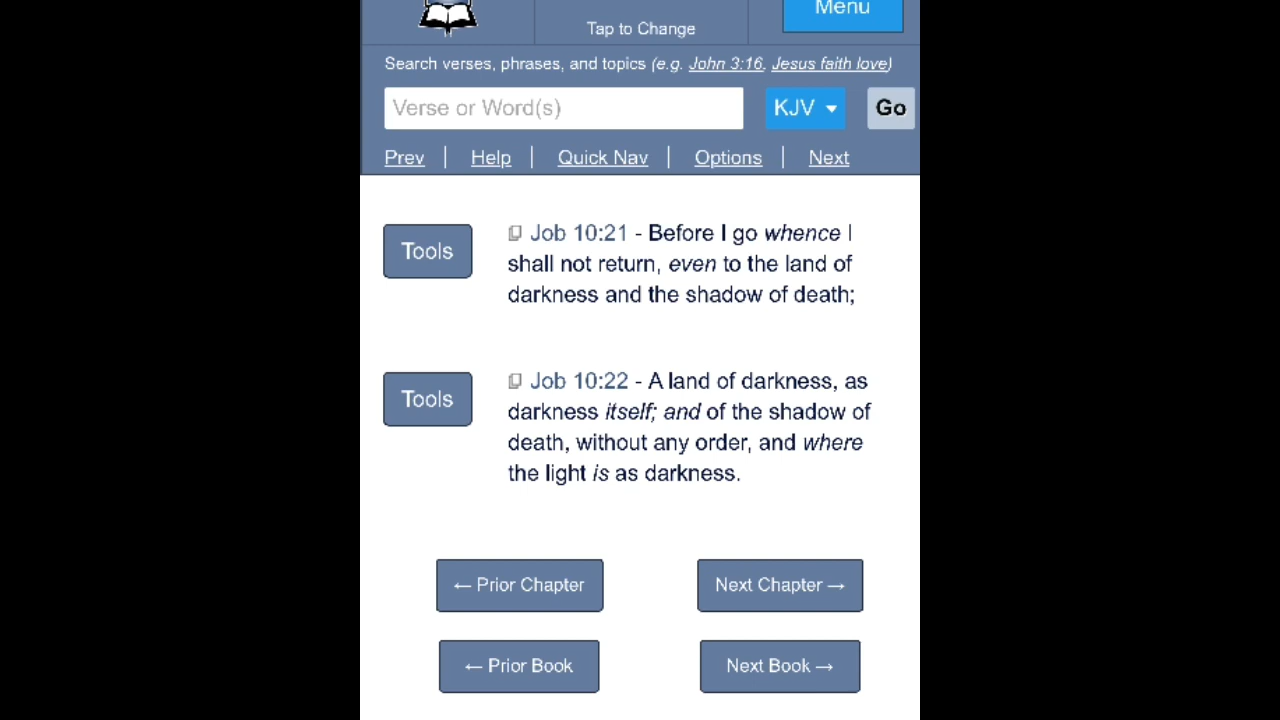 Menu
Tap to Change
Search verses, phrases, and topics (e.g. John 3:16, Jesus faith love)
Verse or Word(s) KJV Go
Prev | Help | Quick Nav | Options | Next
Tools
Job 10:21 - Before I go whence I
shall not return, even to the land of
darkness and the shadow of death;
Tools
Job 10:22 - A land of darkness, as
darkness itself; and of the shadow of
death, without any order, and where
the light is as darkness.
← Prior Chapter Next Chapter →
← Prior Book Next Book →